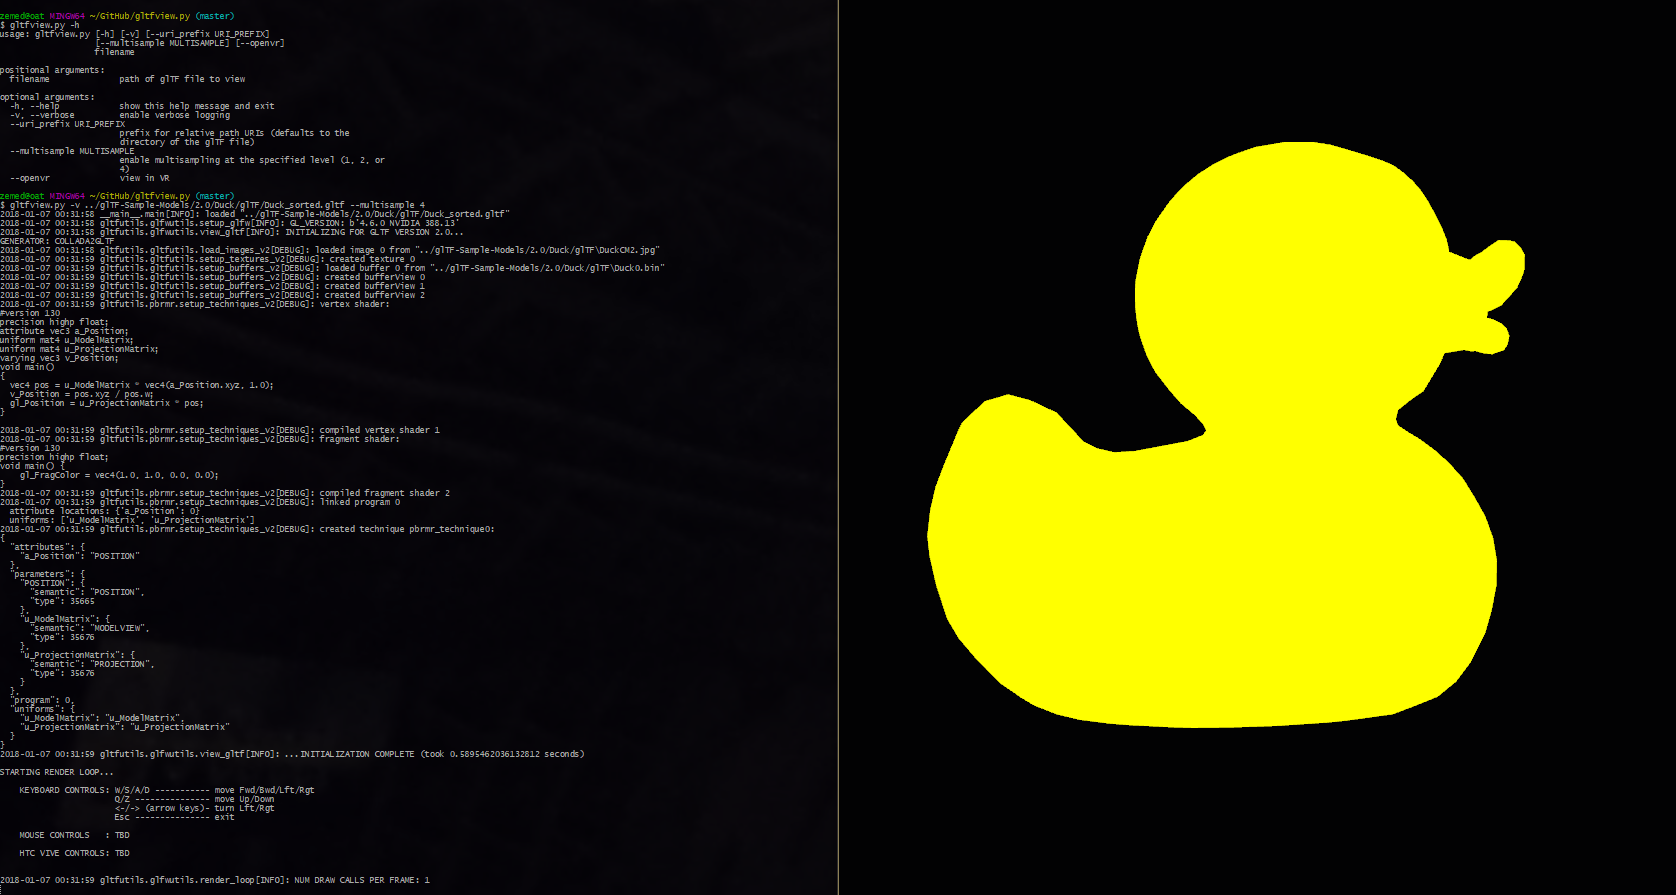 zemed@oat MINGW64 ~/GitHub/gltfview.py (master)
$ gltfview.py -h
usage: gltfview.py [-h] [-v] [--uri_prefix URI_PREFIX]
                   [--multisample MULTISAMPLE] [--openvr]
                   filename

positional arguments:
  filename              path of glTF file to view

optional arguments:
  -h, --help            show this help message and exit
  -v, --verbose         enable verbose logging
  --uri_prefix URI_PREFIX
                        prefix for relative path URIs (defaults to the
                        directory of the glTF file)
  --multisample MULTISAMPLE
                        enable multisampling at the specified level (1, 2, or
                        4)
  --openvr              view in VR

zemed@oat MINGW64 ~/GitHub/gltfview.py (master)
$ gltfview.py -v ../glTF-Sample-Models/2.0/Duck/glTF/Duck_sorted.gltf --multisample 4
2018-01-07 00:31:58 __main__.main[INFO]: loaded "../glTF-Sample-Models/2.0/Duck/glTF/Duck_sorted.gltf"
2018-01-07 00:31:58 gltfutils.glfwutils.setup_glfw[INFO]: GL_VERSION: b'4.6.0 NVIDIA 388.13'
2018-01-07 00:31:58 gltfutils.glfwutils.view_gltf[INFO]: INITIALIZING FOR GLTF VERSION 2.0...
GENERATOR: COLLADA2GLTF
2018-01-07 00:31:58 gltfutils.gltfutils.load_images_v2[DEBUG]: loaded image 0 from "../glTF-Sample-Models/2.0/Duck/glTF\DuckCM2.jpg"
2018-01-07 00:31:58 gltfutils.gltfutils.setup_textures_v2[DEBUG]: created texture 0
2018-01-07 00:31:58 gltfutils.gltfutils.setup_buffers_v2[DEBUG]: loaded buffer 0 from "../glTF-Sample-Models/2.0/Duck/glTF\Duck0.bin"
2018-01-07 00:31:59 gltfutils.gltfutils.setup_buffers_v2[DEBUG]: created bufferView 0
2018-01-07 00:31:59 gltfutils.gltfutils.setup_buffers_v2[DEBUG]: created bufferView 1
2018-01-07 00:31:59 gltfutils.gltfutils.setup_buffers_v2[DEBUG]: created bufferView 2
2018-01-07 00:31:59 gltfutils.pbrmr.setup_techniques_v2[DEBUG]: vertex shader:
#version 130
precision highp float;
attribute vec3 a_Position;
uniform mat4 u_ModelMatrix;
uniform mat4 u_ProjectionMatrix;
varying vec3 v_Position;
void main()
{
  vec4 pos = u_ModelMatrix * vec4(a_Position.xyz, 1.0);
  v_Position = pos.xyz / pos.w;
  gl_Position = u_ProjectionMatrix * pos;
}

2018-01-07 00:31:59 gltfutils.pbrmr.setup_techniques_v2[DEBUG]: compiled vertex shader 1
2018-01-07 00:31:59 gltfutils.pbrmr.setup_techniques_v2[DEBUG]: fragment shader:
#version 130
precision highp float;
void main() {
    gl_FragColor = vec4(1.0, 1.0, 0.0, 0.0);
}
2018-01-07 00:31:59 gltfutils.pbrmr.setup_techniques_v2[DEBUG]: compiled fragment shader 2
2018-01-07 00:31:59 gltfutils.pbrmr.setup_techniques_v2[DEBUG]: linked program 0
  attribute locations: {'a_Position': 0}
  uniforms: ['u_ModelMatrix', 'u_ProjectionMatrix']
2018-01-07 00:31:59 gltfutils.pbrmr.setup_techniques_v2[DEBUG]: created technique pbrmr_technique0:
{
  "attributes": {
    "a_Position": "POSITION"
  },
  "parameters": {
    "POSITION": {
      "semantic": "POSITION",
      "type": 35665
    },
    "u_ModelMatrix": {
      "semantic": "MODELVIEW",
      "type": 35676
    },
    "u_ProjectionMatrix": {
      "semantic": "PROJECTION",
      "type": 35676
    }
  },
  "program": 0,
  "uniforms": {
    "u_ModelMatrix": "u_ModelMatrix",
    "u_ProjectionMatrix": "u_ProjectionMatrix"
  }
}
2018-01-07 00:31:59 gltfutils.glfwutils.view_gltf[INFO]: ...INITIALIZATION COMPLETE (took 0.5895462036132812 seconds)

STARTING RENDER LOOP...

    KEYBOARD CONTROLS: W/S/A/D ----------- move Fwd/Bwd/Lft/Rgt
                       Q/Z --------------- move Up/Down
                       <-/-> (arrow keys)- turn Lft/Rgt
                       Esc --------------- exit

    MOUSE CONTROLS   : TBD

    HTC VIVE CONTROLS: TBD

2018-01-07 00:31:59 gltfutils.glfwutils.render_loop[INFO]: NUM DRAW CALLS PER FRAME: 1